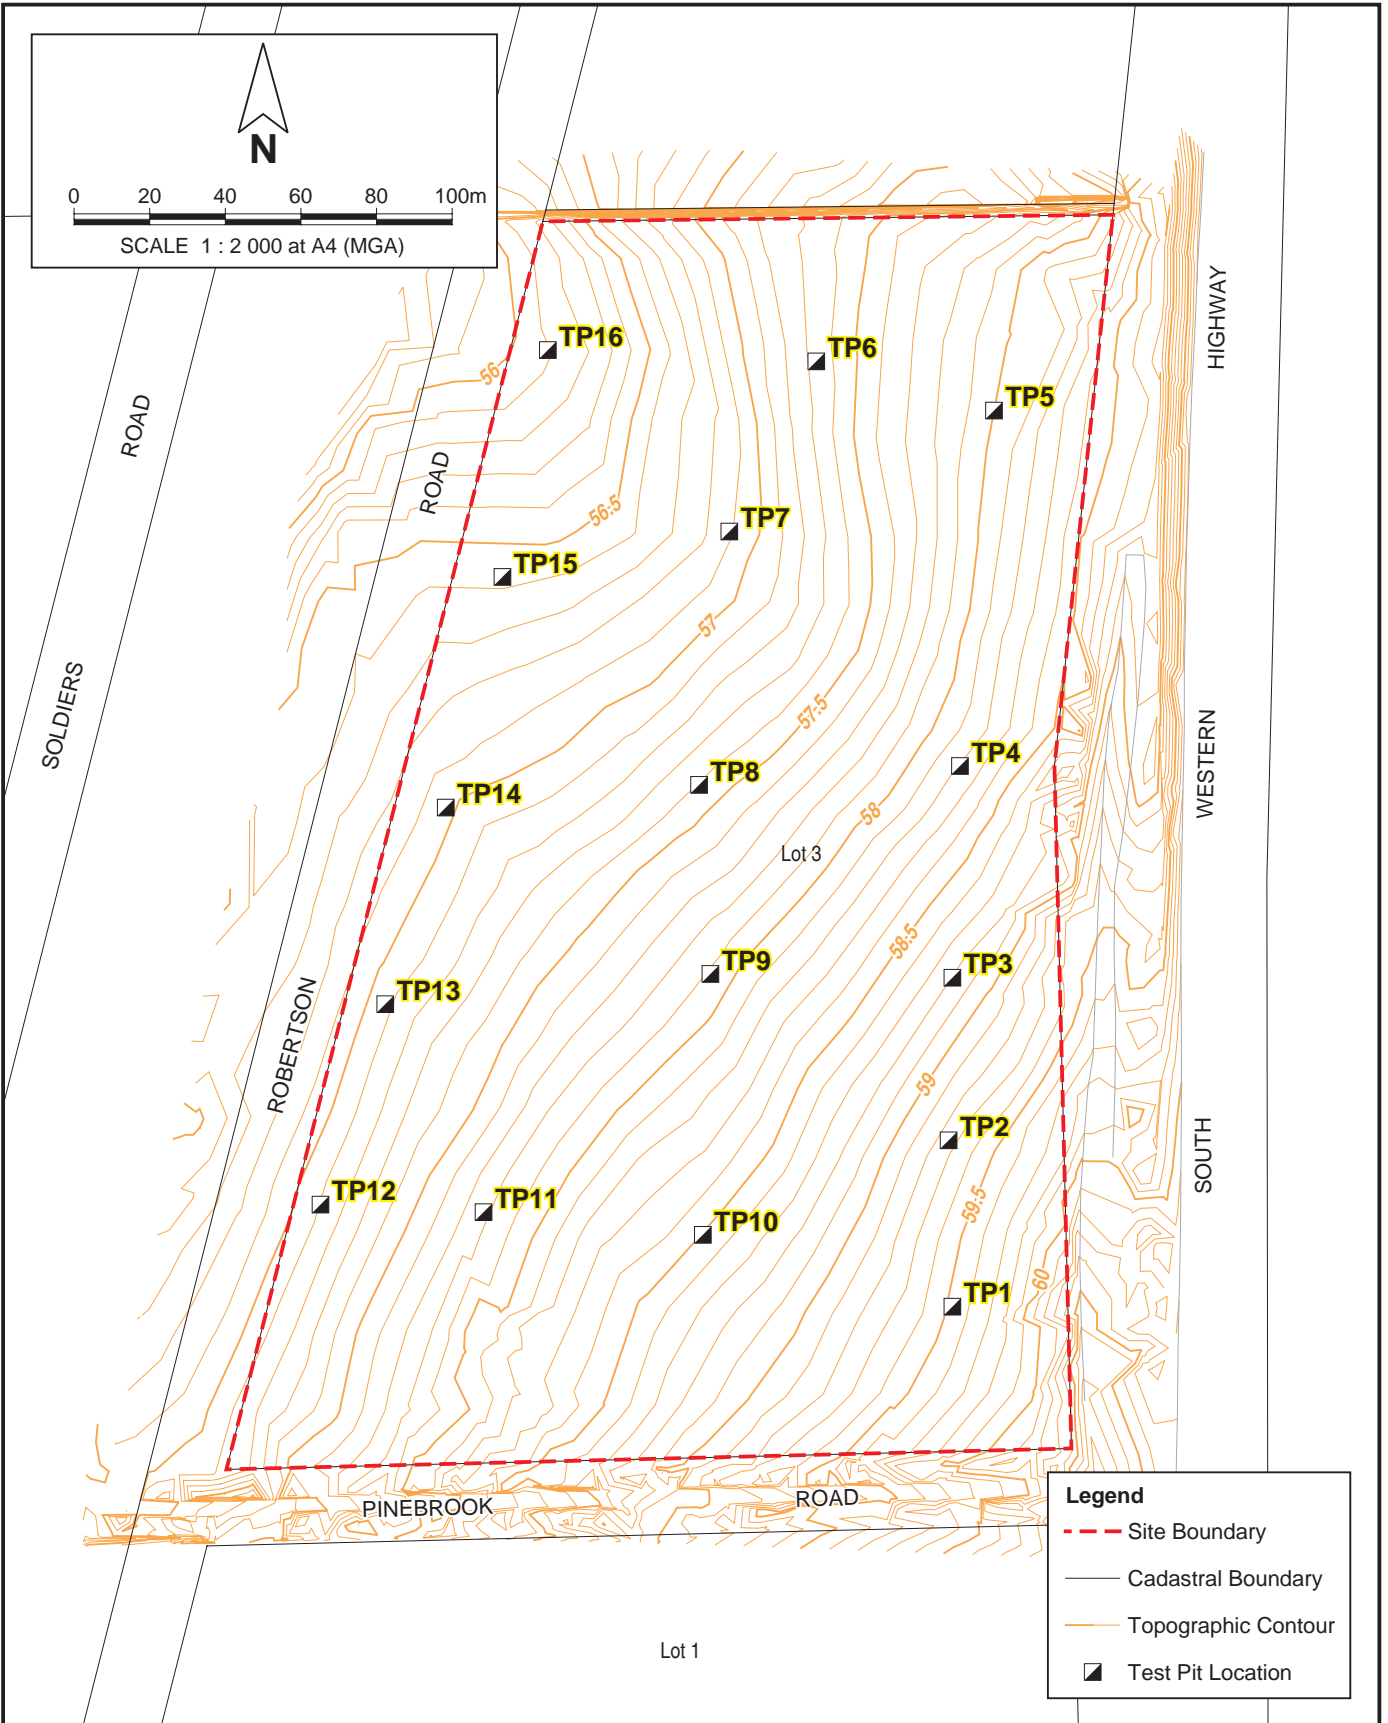 N
0 20 40 60 80 100m
SCALE 1 : 2 000 at A4 (MGA)
HIGHWAY
TP16
TP6
56
TP5
ROAD
ROAD
56.5
TP7
TP15
57
SOLDIERS
57.5
WESTERN
TP4
TP8
TP14
58
Lot 3
58.5
TP9
TP3
TP13
ROBERTSON
59
TP2
SOUTH
TP12
TP11
59.5
TP10
60
TP1
PINEBROOK
ROAD
Legend
Site Boundary
Cadastral Boundary
Topographic Contour
Test Pit Location
Lot 1